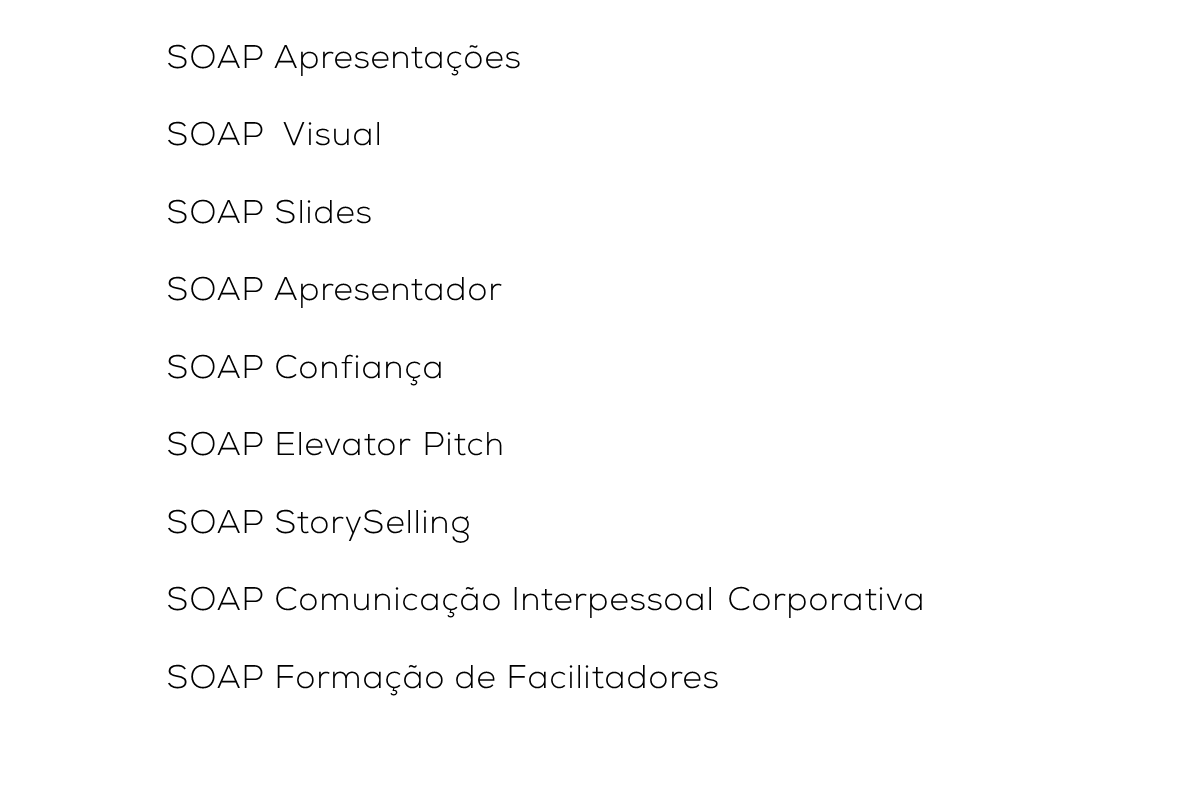 SOAP Apresentações
SOAP Visual
SOAP Slides
SOAP Apresentador
SOAP Confiança
SOAP Elevator Pitch
SOAP StorySelling
SOAP Comunicação Interpessoal Corporativa
SOAP Formação de Facilitadores